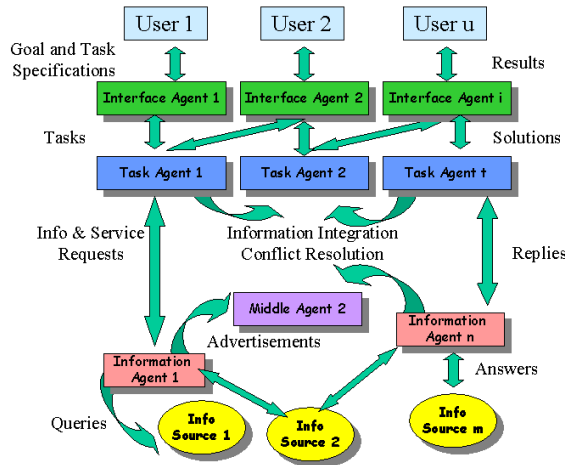 User 1
User 2
User u
Goal and Task
Specifications
Results
Interface Agent 1
Interface Agent 2
Interface Agent i
Tasks
Solutions
Task Agent 1
Task Agent 2
Task Agent t
Info & Service
Requests
Information Integration
Conflict Resolution
Replies
Middle Agent 2
Advertisements
Information
Agent n
Information
Agent 1
Answers
Queries
Info
Source 1
Info
Source 2
Info
Source m